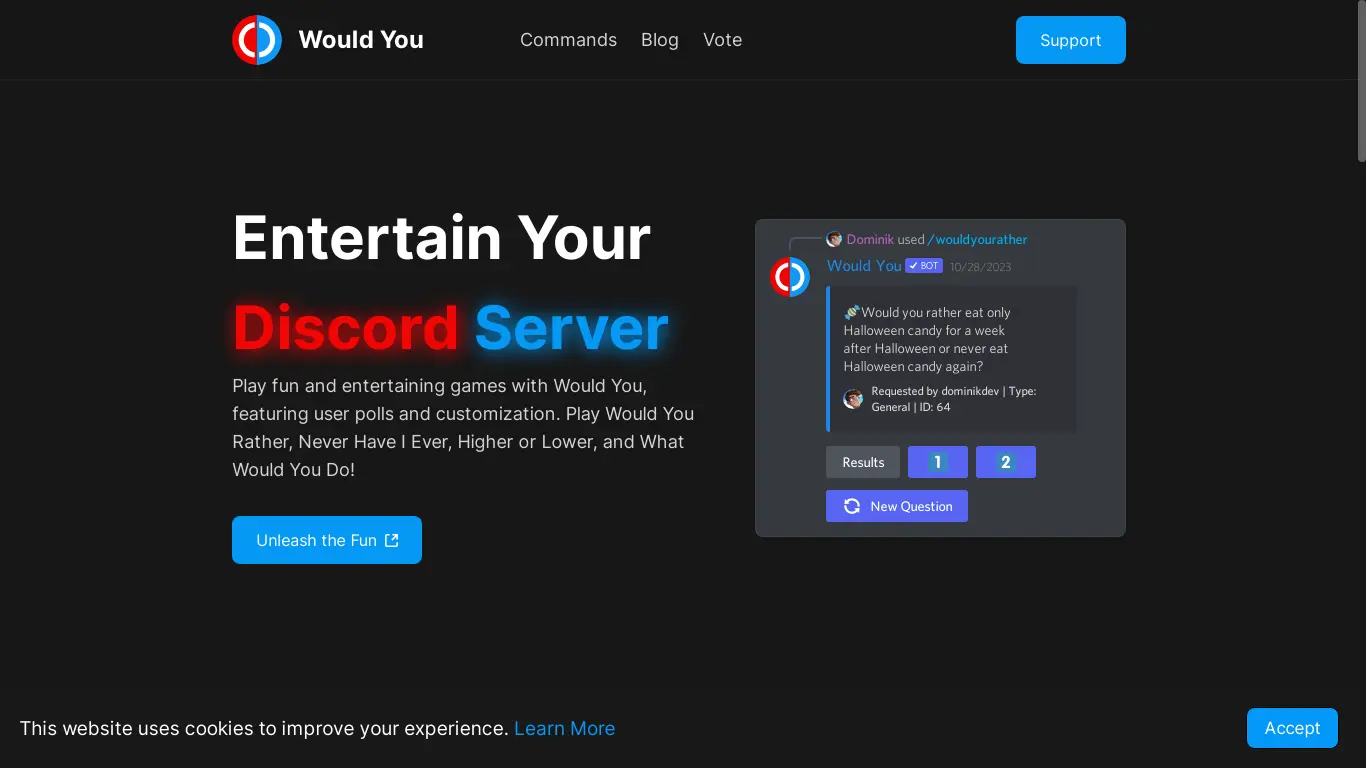 Would You
Commands
Blog
Vote
Support
Entertain Your
Discord Server
Play fun and entertaining games with Would You,
featuring user polls and customization. Play Would You
Rather, Never Have I Ever, Higher or Lower, and What
Would You Do!
Unleash the Fun
Dominik used /wouldyourather
Would You BOT 10/28/2023
🍬Would you rather eat only
Halloween candy for a week
after Halloween or never eat
Halloween candy again?
Requested by dominikdev | Type:
General | ID: 64
Results
1
2
New Question
This website uses cookies to improve your experience. Learn More
Accept